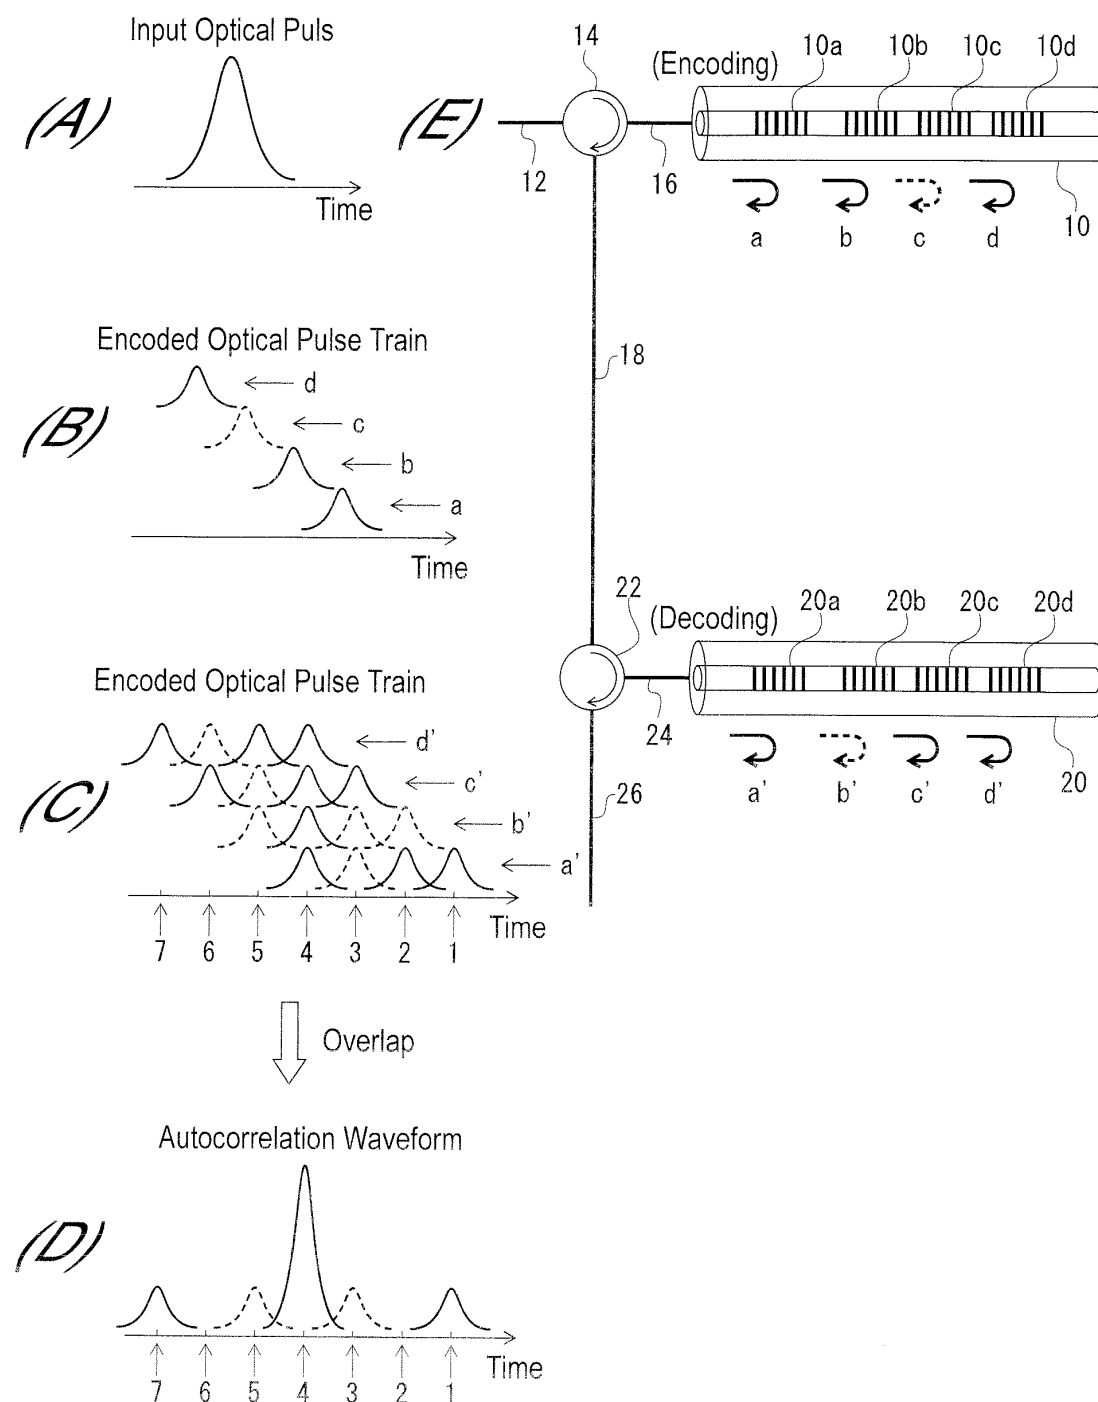 Input Optical Puls
(A)
Time
Encoded Optical Pulse Train
(B)
d
c
b
a
Time
Encoded Optical Pulse Train
(C)
d'
c'
b'
a'
Time
7 6 5 4 3 2 1
Overlap
Autocorrelation Waveform
(D)
Time
7 6 5 4 3 2 1
(E)
14
(Encoding)
10a 10b 10c 10d
12
16
10
a b c d
18
22
(Decoding)
20a 20b 20c 20d
24
20
a' b' c' d'
26